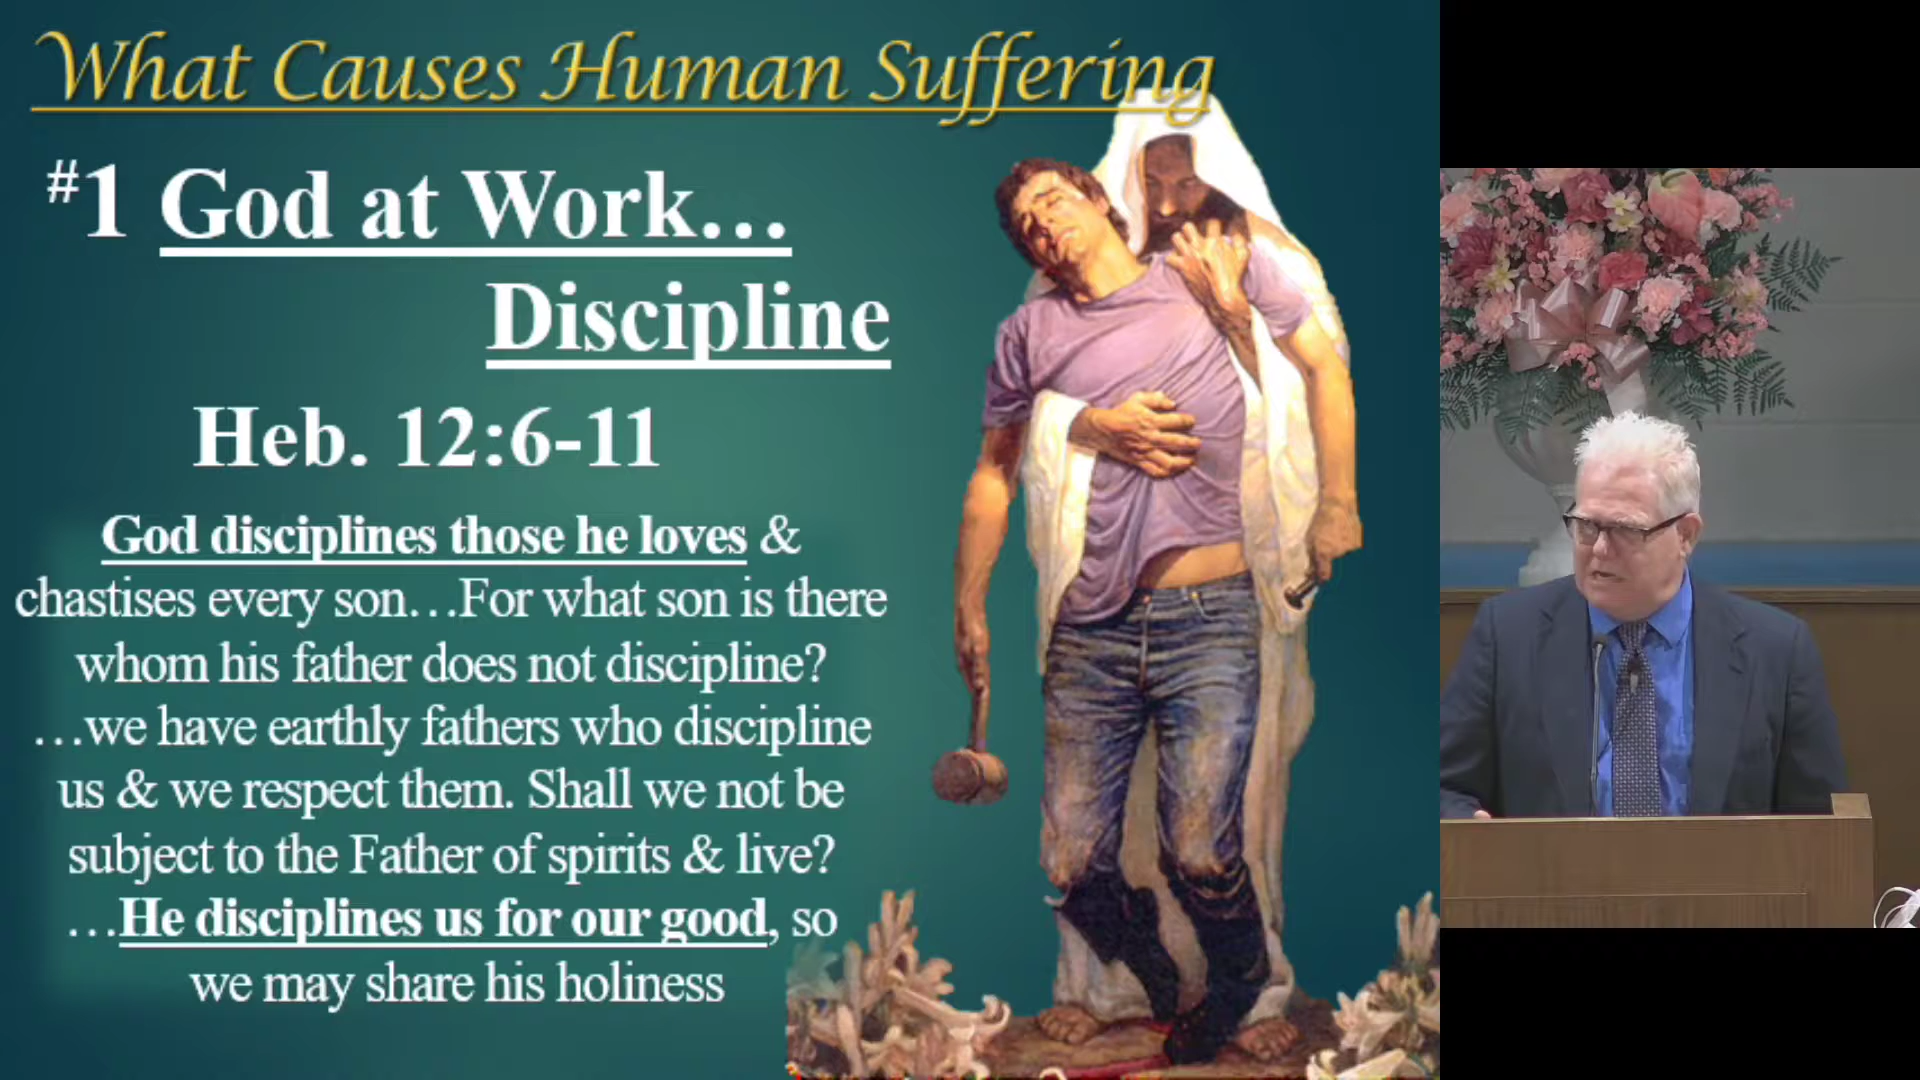 What Causes Human Suffering
#1 God at Work...
Discipline
Heb. 12:6-11
God disciplines those he loves &
chastises every son...For what son is there
whom his father does not discipline?
...we have earthly fathers who discipline
us & we respect them. Shall we not be
subject to the Father of spirits & live?
...He disciplines us for our good, so
we may share his holiness